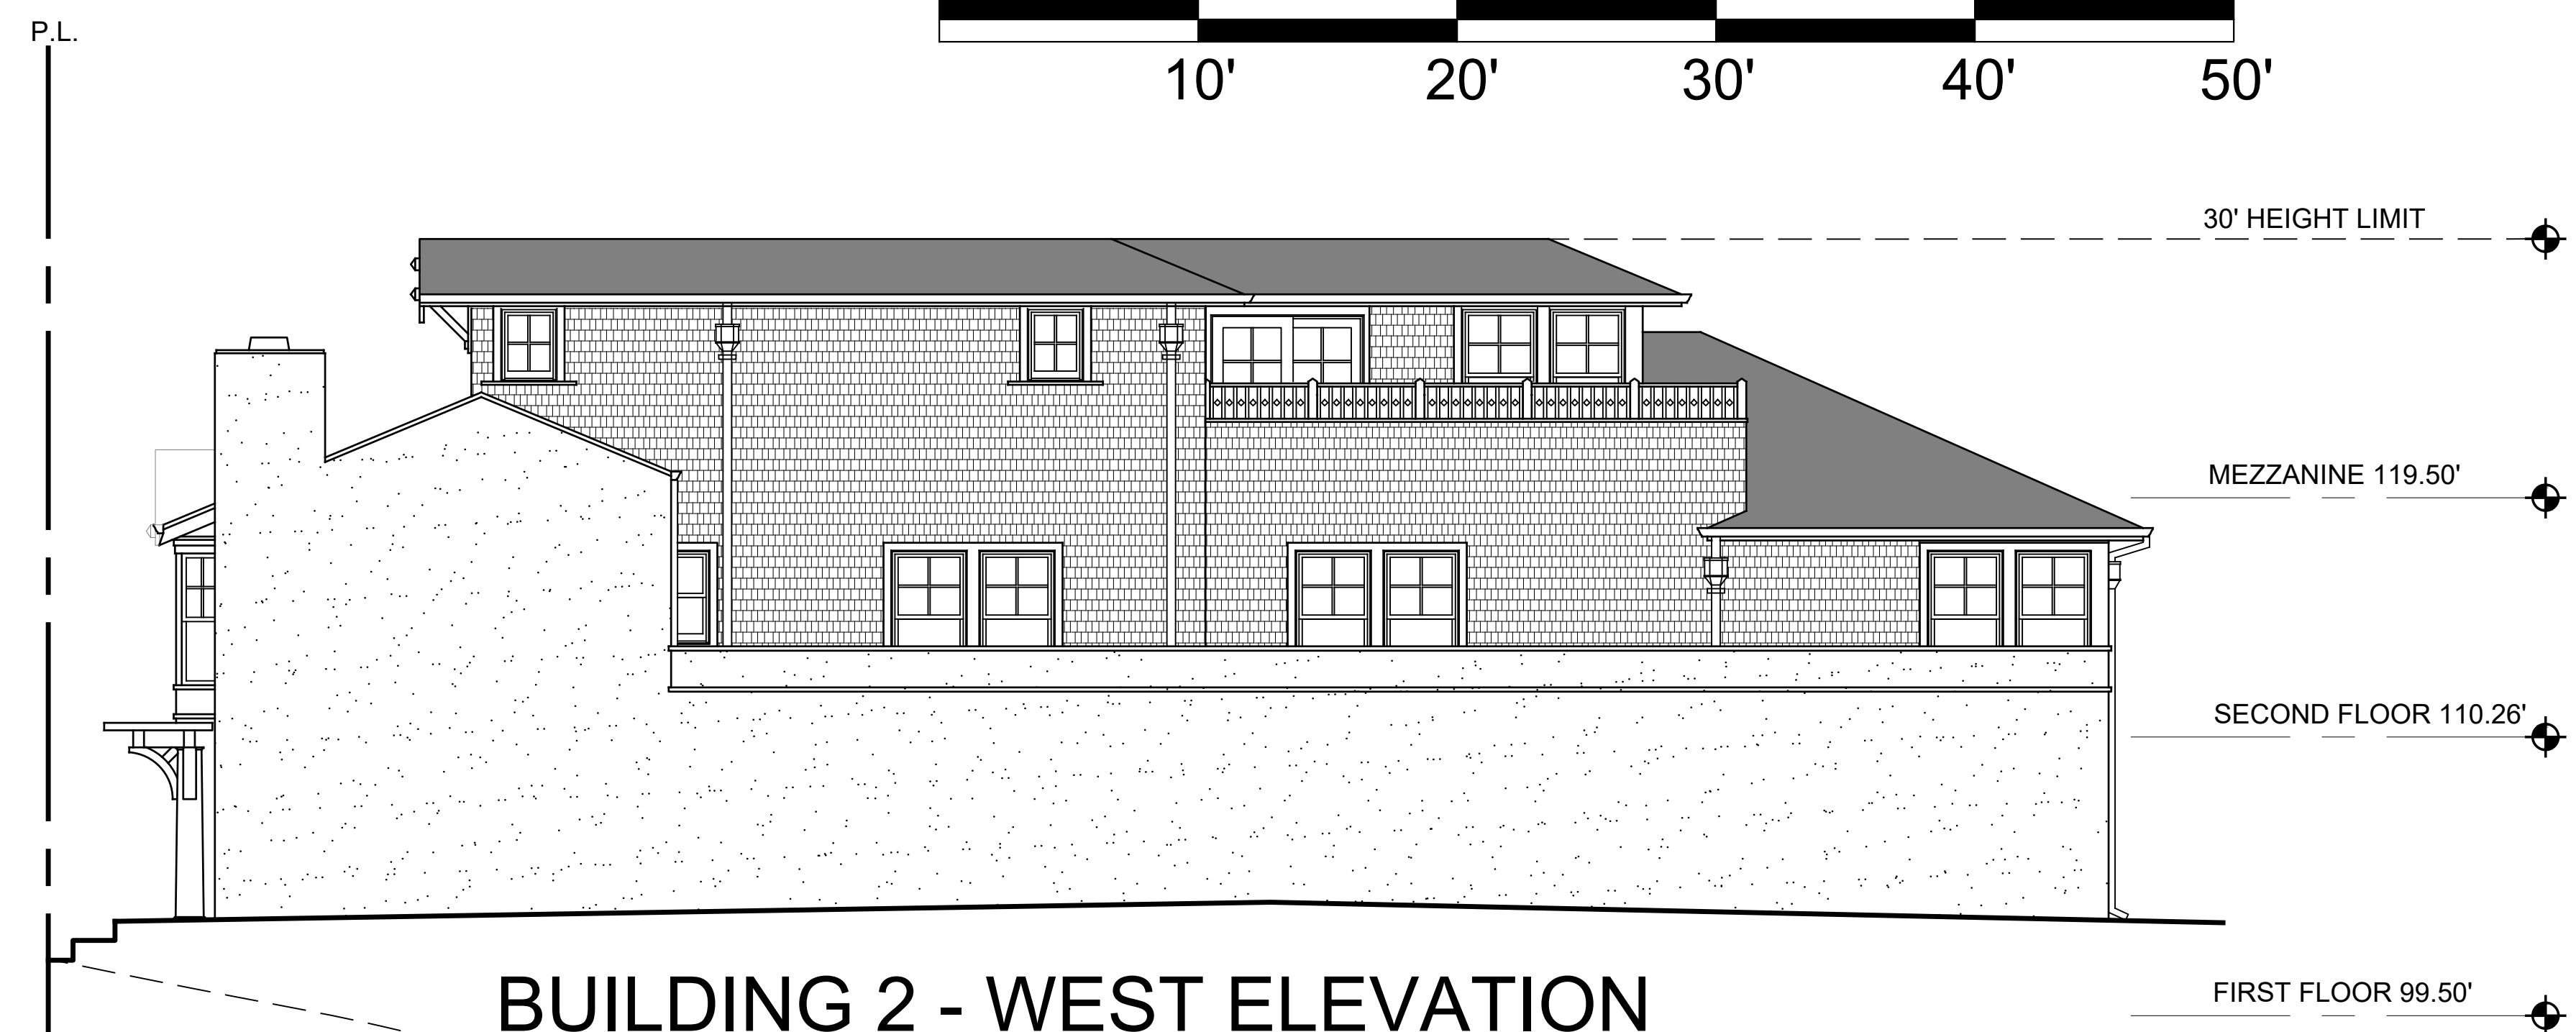 P.L.
10' 20' 30' 40' 50'
30' HEIGHT LIMIT
MEZZANINE 119.50'
SECOND FLOOR 110.26'
BUILDING 2 - WEST ELEVATION
FIRST FLOOR 99.50'